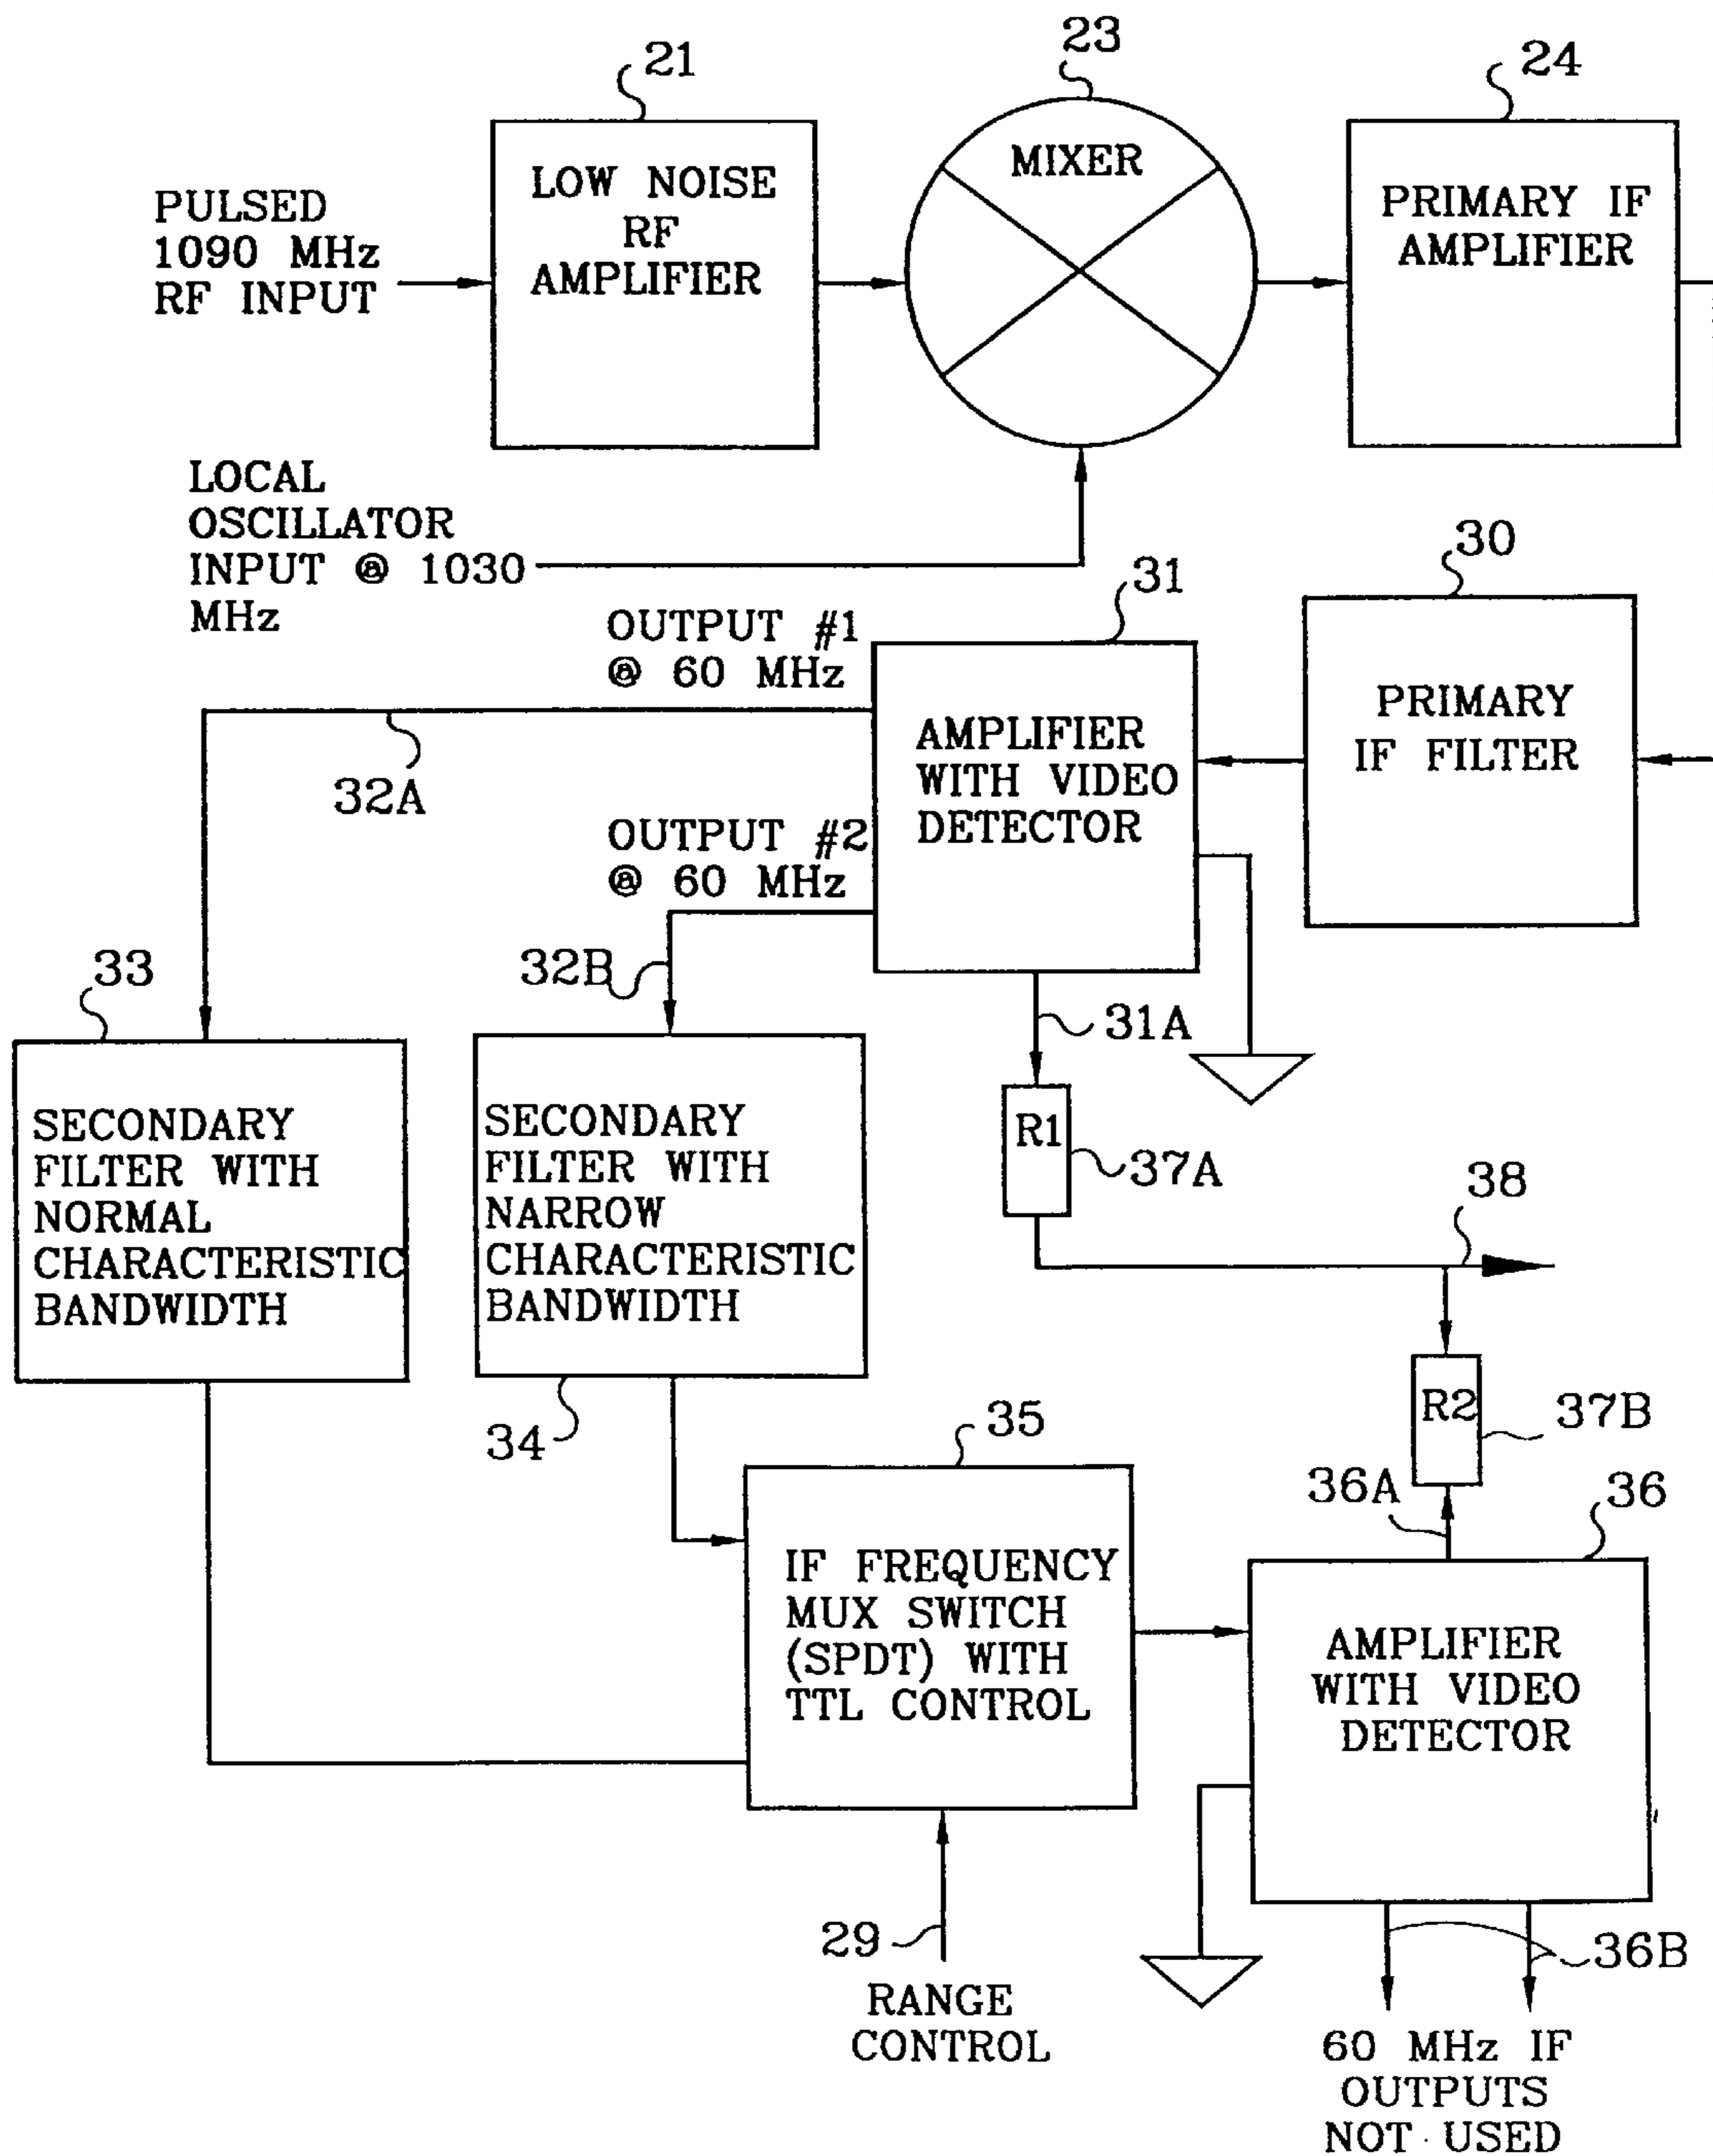 21
23
24
LOW NOISE
RF
AMPLIFIER
MIXER
PRIMARY IF
AMPLIFIER
PULSED
1090 MHz
RF INPUT
LOCAL
OSCILLATOR
INPUT @ 1030
MHz
30
31
OUTPUT #1
@ 60 MHz
PRIMARY
IF FILTER
AMPLIFIER
WITH VIDEO
DETECTOR
32A
OUTPUT #2
@ 60 MHz
33
32B
31A
SECONDARY
FILTER WITH
NORMAL
CHARACTERISTIC
BANDWIDTH
SECONDARY
FILTER WITH
NARROW
CHARACTERISTIC
BANDWIDTH
R1
37A
38
34
35
R2
37B
36A
36
IF FREQUENCY
MUX SWITCH
(SPDT) WITH
TTL CONTROL
AMPLIFIER
WITH VIDEO
DETECTOR
29
RANGE
CONTROL
36B
60 MHz IF
OUTPUTS
NOT USED